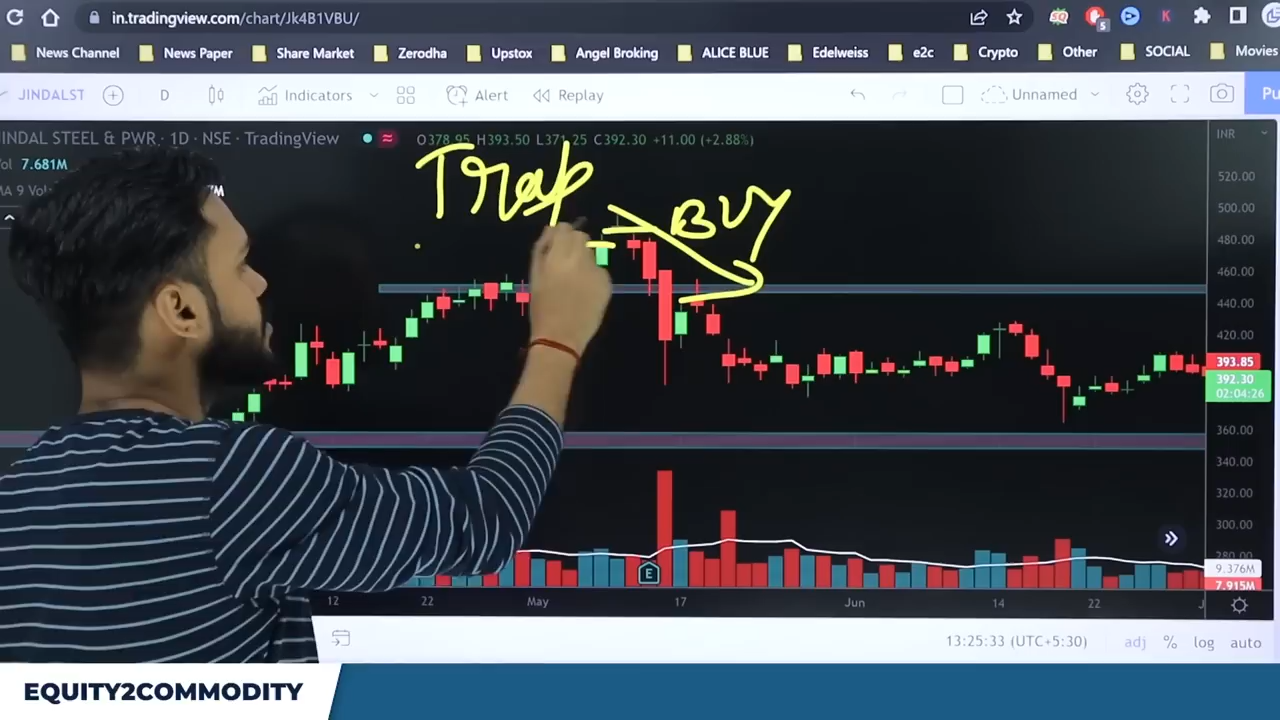 in.tradingview.com/chart/Jk4B1VBU/
News Channel News Paper Share Market Zerodha Upstox Angel Broking ALICE BLUE Edelweiss e2c Crypto Other SOCIAL Movies
JINDALST D Indicators Alert Replay Unnamed Pu
INDAL STEEL & PWR · 1D · NSE · TradingView O378.95 H393.50 L371.25 C392.30 +11.00 (+2.88%) INR
Vol 7.681M
MA 9
Trap
BUY
520.00
500.00
480.00
460.00
440.00
420.00
393.85
392.30
02:04:26
360.00
340.00
320.00
300.00
280.00
9.376M
7.915M
E
12 22 May 17 Jun 14 22
13:25:33 (UTC+5:30) adj % log auto
EQUITY2COMMODITY